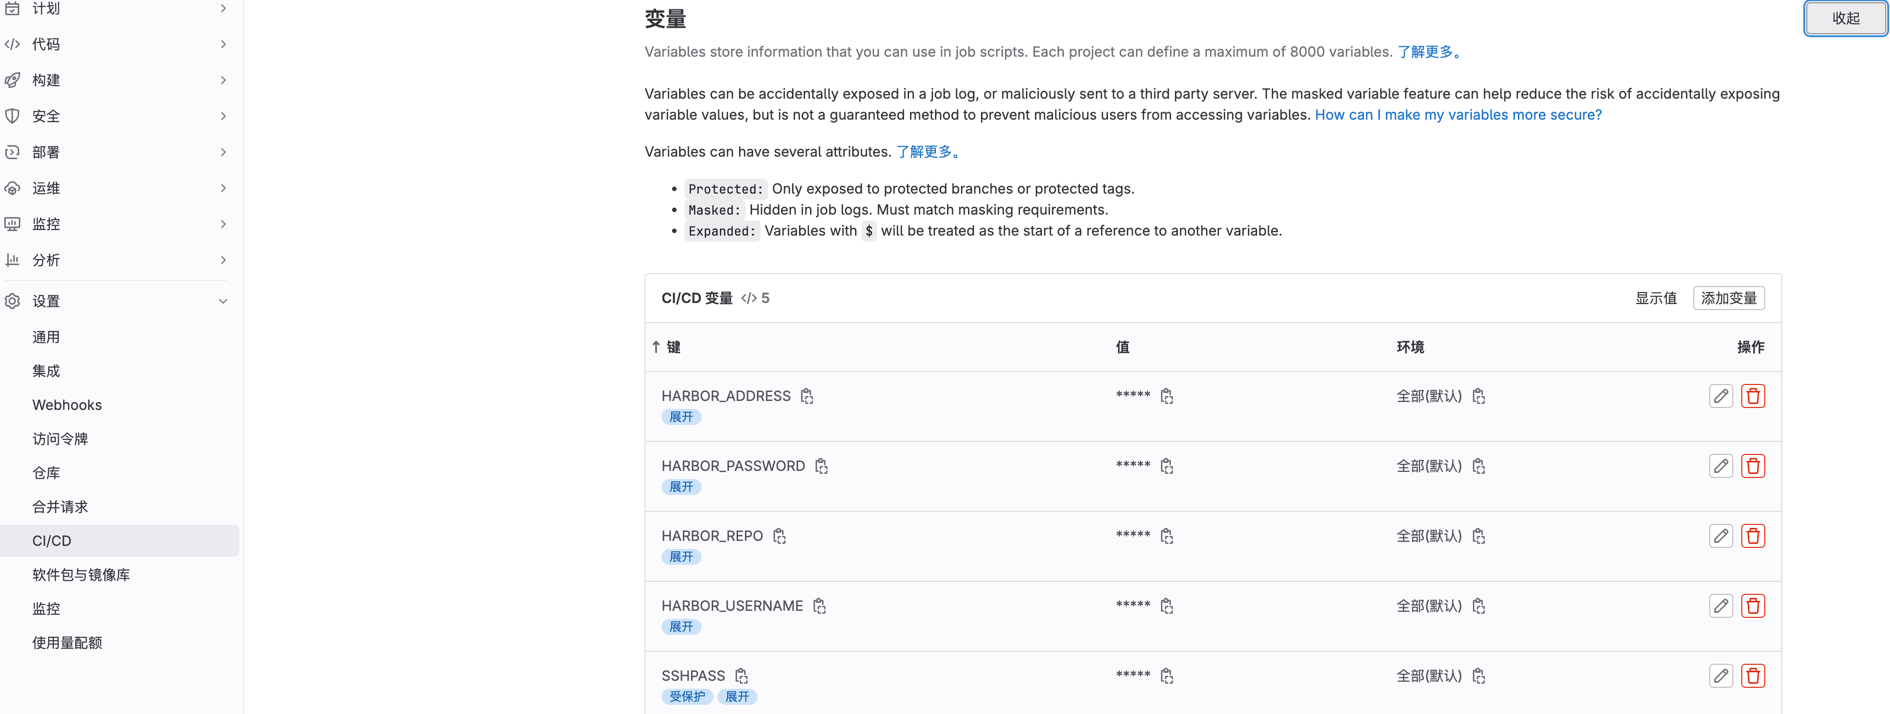 计划
代码
构建
安全
部署
运维
监控
分析
设置
通用
集成
Webhooks
访问令牌
仓库
合并请求
CI/CD
软件包与镜像库
监控
使用量配额
变量
收起
Variables store information that you can use in job scripts. Each project can define a maximum of 8000 variables. 了解更多。
Variables can be accidentally exposed in a job log, or maliciously sent to a third party server. The masked variable feature can help reduce the risk of accidentally exposing
variable values, but is not a guaranteed method to prevent malicious users from accessing variables. How can I make my variables more secure?
Variables can have several attributes. 了解更多。
• Protected: Only exposed to protected branches or protected tags.
• Masked: Hidden in job logs. Must match masking requirements.
• Expanded: Variables with $ will be treated as the start of a reference to another variable.
CI/CD 变量 </> 5 显示值 添加变量
↑ 键 值 环境 操作
HARBOR_ADDRESS ***** 全部(默认)
展开
HARBOR_PASSWORD ***** 全部(默认)
展开
HARBOR_REPO ***** 全部(默认)
展开
HARBOR_USERNAME ***** 全部(默认)
展开
SSHPASS ***** 全部(默认)
受保护 展开